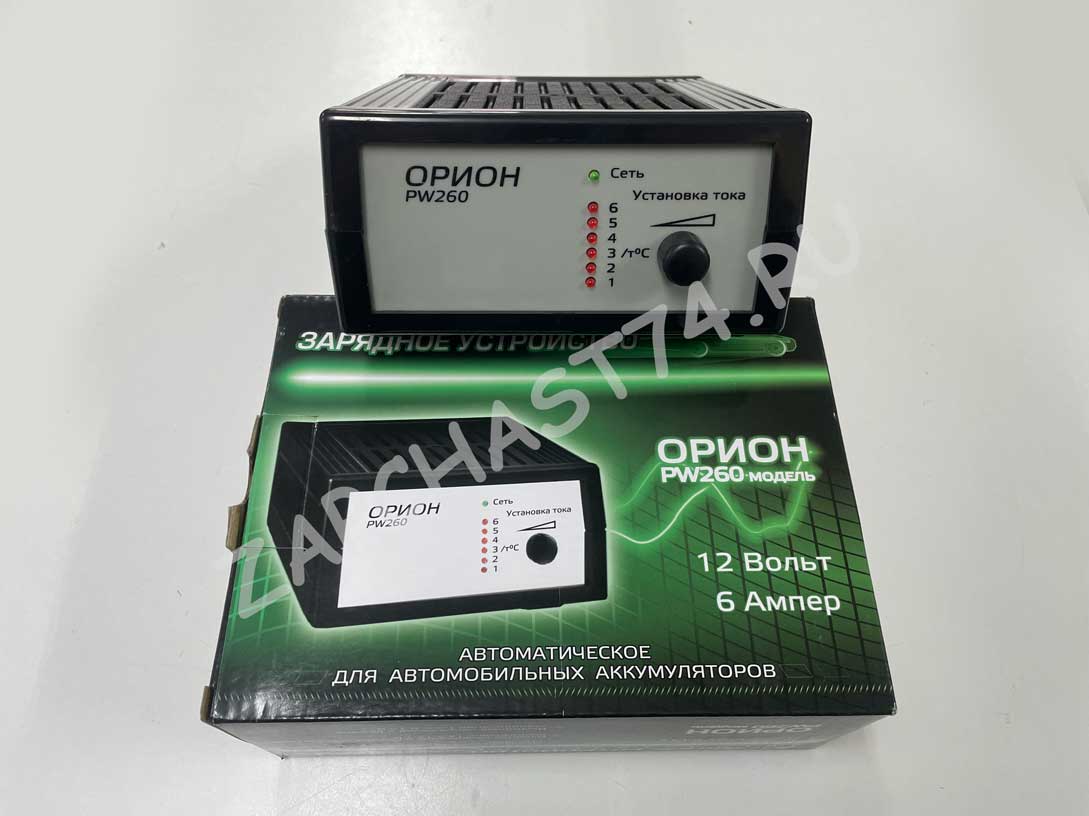 ОРИОН
PW260
Сеть
Установка тока
6
5
4
3 /т°С
2
1
ЗАРЯДНОЕ УСТРОЙСТВО
ОРИОН
PW260 МОДЕЛЬ
ОРИОН
PW260
Сеть
Установка тока
6
5
4
3 /т°С
2
1
12 Вольт
6 Ампер
АВТОМАТИЧЕСКОЕ
ДЛЯ АВТОМОБИЛЬНЫХ АККУМУЛЯТОРОВ
ZAPCHAST74.RU